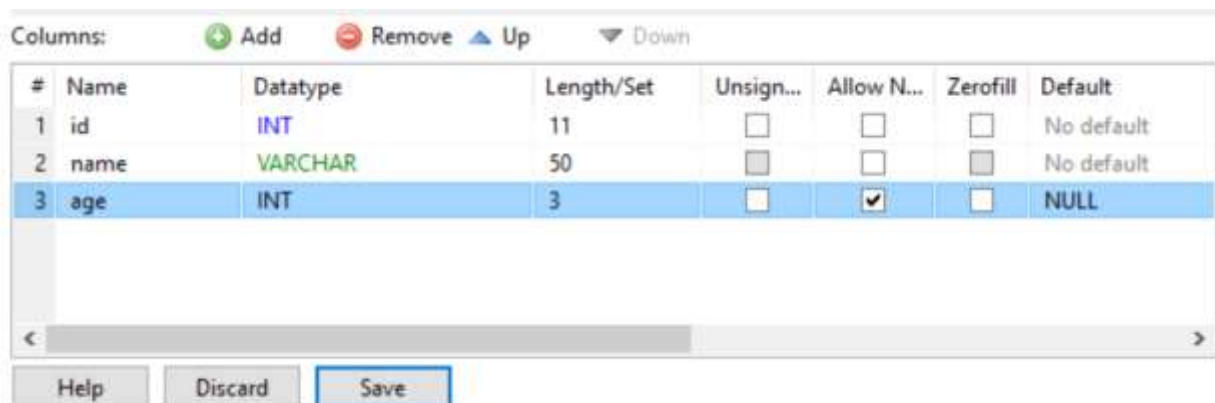 Columns: Add Remove Up Down
# Name Datatype Length/Set Unsign... Allow N... Zerofill Default
1 id INT 11 No default
2 name VARCHAR 50 No default
3 age INT 3 NULL
Help Discard Save